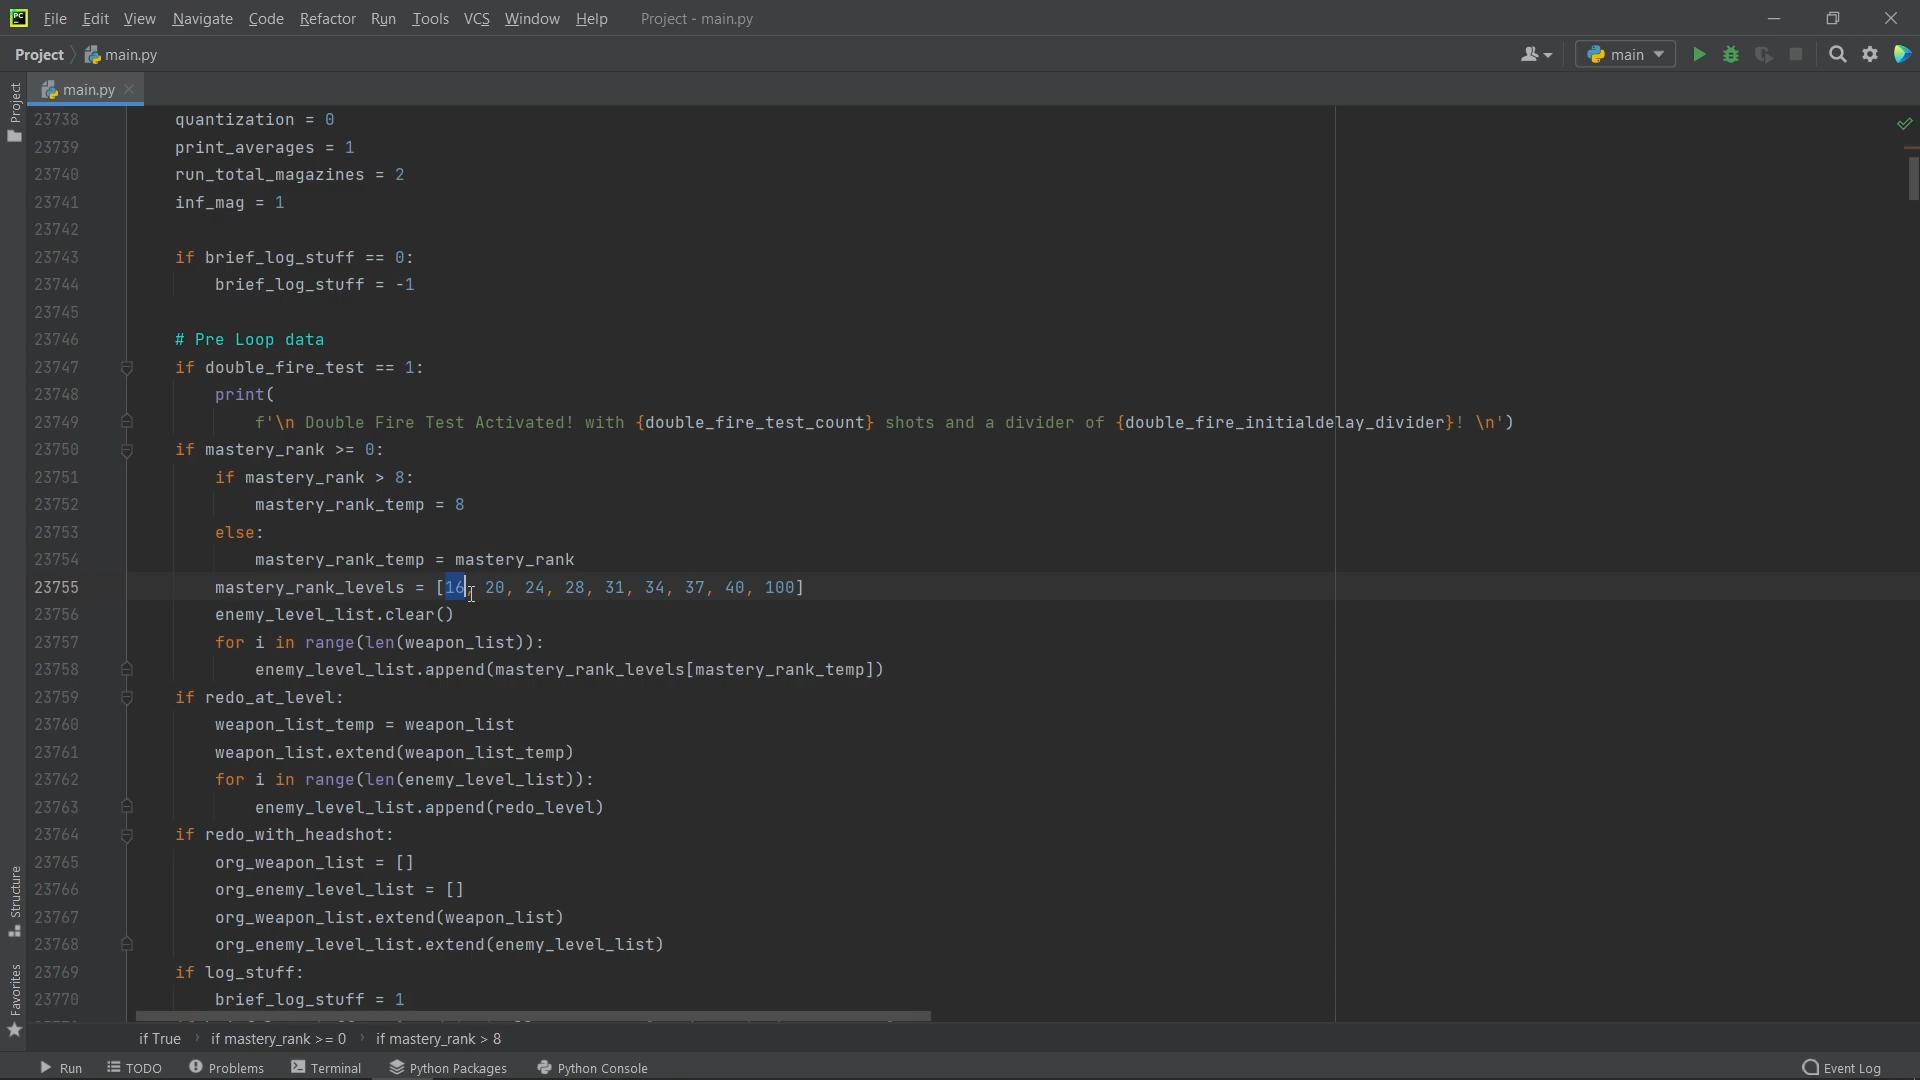 PC File Edit View Navigate Code Refactor Run Tools VCS Window Help Project - main.py
Project main.py main
Project main.py
23738 quantization = 0
23739 print_averages = 1
23740 run_total_magazines = 2
23741 inf_mag = 1
23742
23743 if brief_log_stuff == 0:
23744 brief_log_stuff = -1
23745
23746 # Pre Loop data
23747 if double_fire_test == 1:
23748 print(
23749 f'\n Double Fire Test Activated! with {double_fire_test_count} shots and a divider of {double_fire_initialdelay_divider}! \n')
23750 if mastery_rank >= 0:
23751 if mastery_rank > 8:
23752 mastery_rank_temp = 8
23753 else:
23754 mastery_rank_temp = mastery_rank
23755 mastery_rank_levels = [16, 20, 24, 28, 31, 34, 37, 40, 100]
23756 enemy_level_list.clear()
23757 for i in range(len(weapon_list)):
23758 enemy_level_list.append(mastery_rank_levels[mastery_rank_temp])
23759 if redo_at_level:
23760 weapon_list_temp = weapon_list
23761 weapon_list.extend(weapon_list_temp)
23762 for i in range(len(enemy_level_list)):
23763 enemy_level_list.append(redo_level)
23764 if redo_with_headshot:
23765 org_weapon_list = []
23766 org_enemy_level_list = []
23767 org_weapon_list.extend(weapon_list)
23768 org_enemy_level_list.extend(enemy_level_list)
23769 if log_stuff:
23770 brief_log_stuff = 1
Structure
Favorites
if True if mastery_rank >= 0 if mastery_rank > 8
Run TODO Problems Terminal Python Packages Python Console Event Log